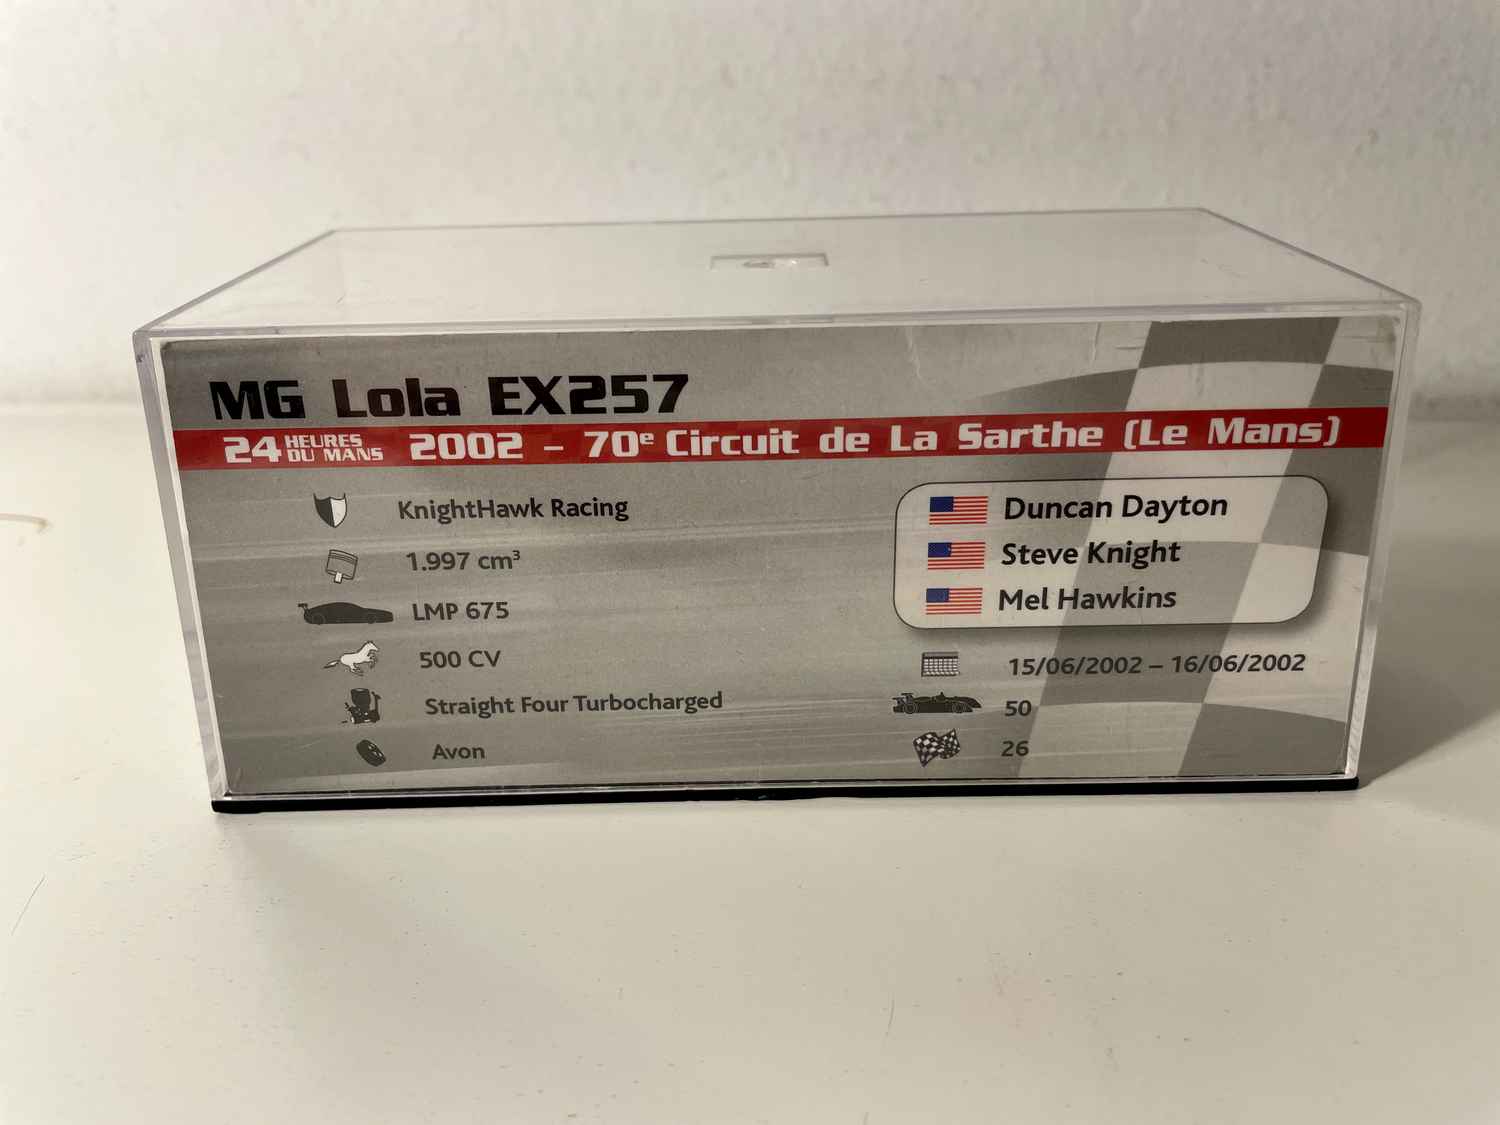 MG Lola EX257
24 HEURES DU MANS 2002 – 70e Circuit de La Sarthe (Le Mans)
KnightHawk Racing
1.997 cm³
LMP 675
500 CV
Straight Four Turbocharged
Avon
Duncan Dayton
Steve Knight
Mel Hawkins
15/06/2002 – 16/06/2002
50
26